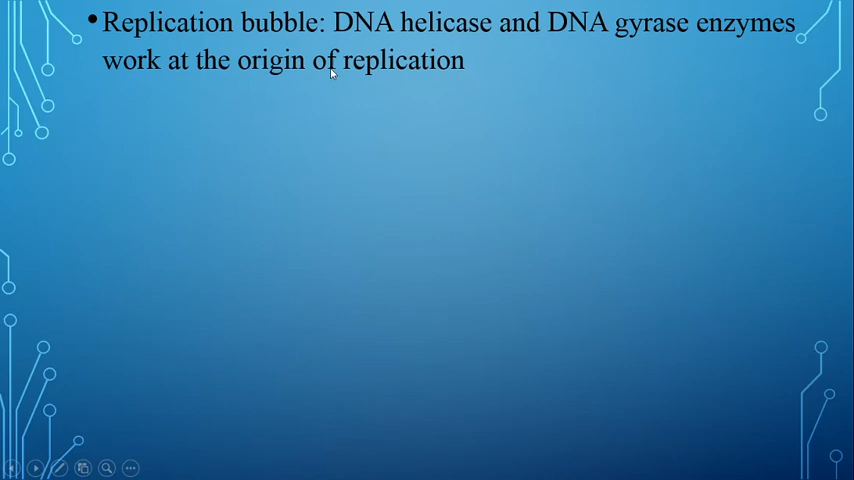 • Replication bubble: DNA helicase and DNA gyrase enzymes
work at the origin of replication